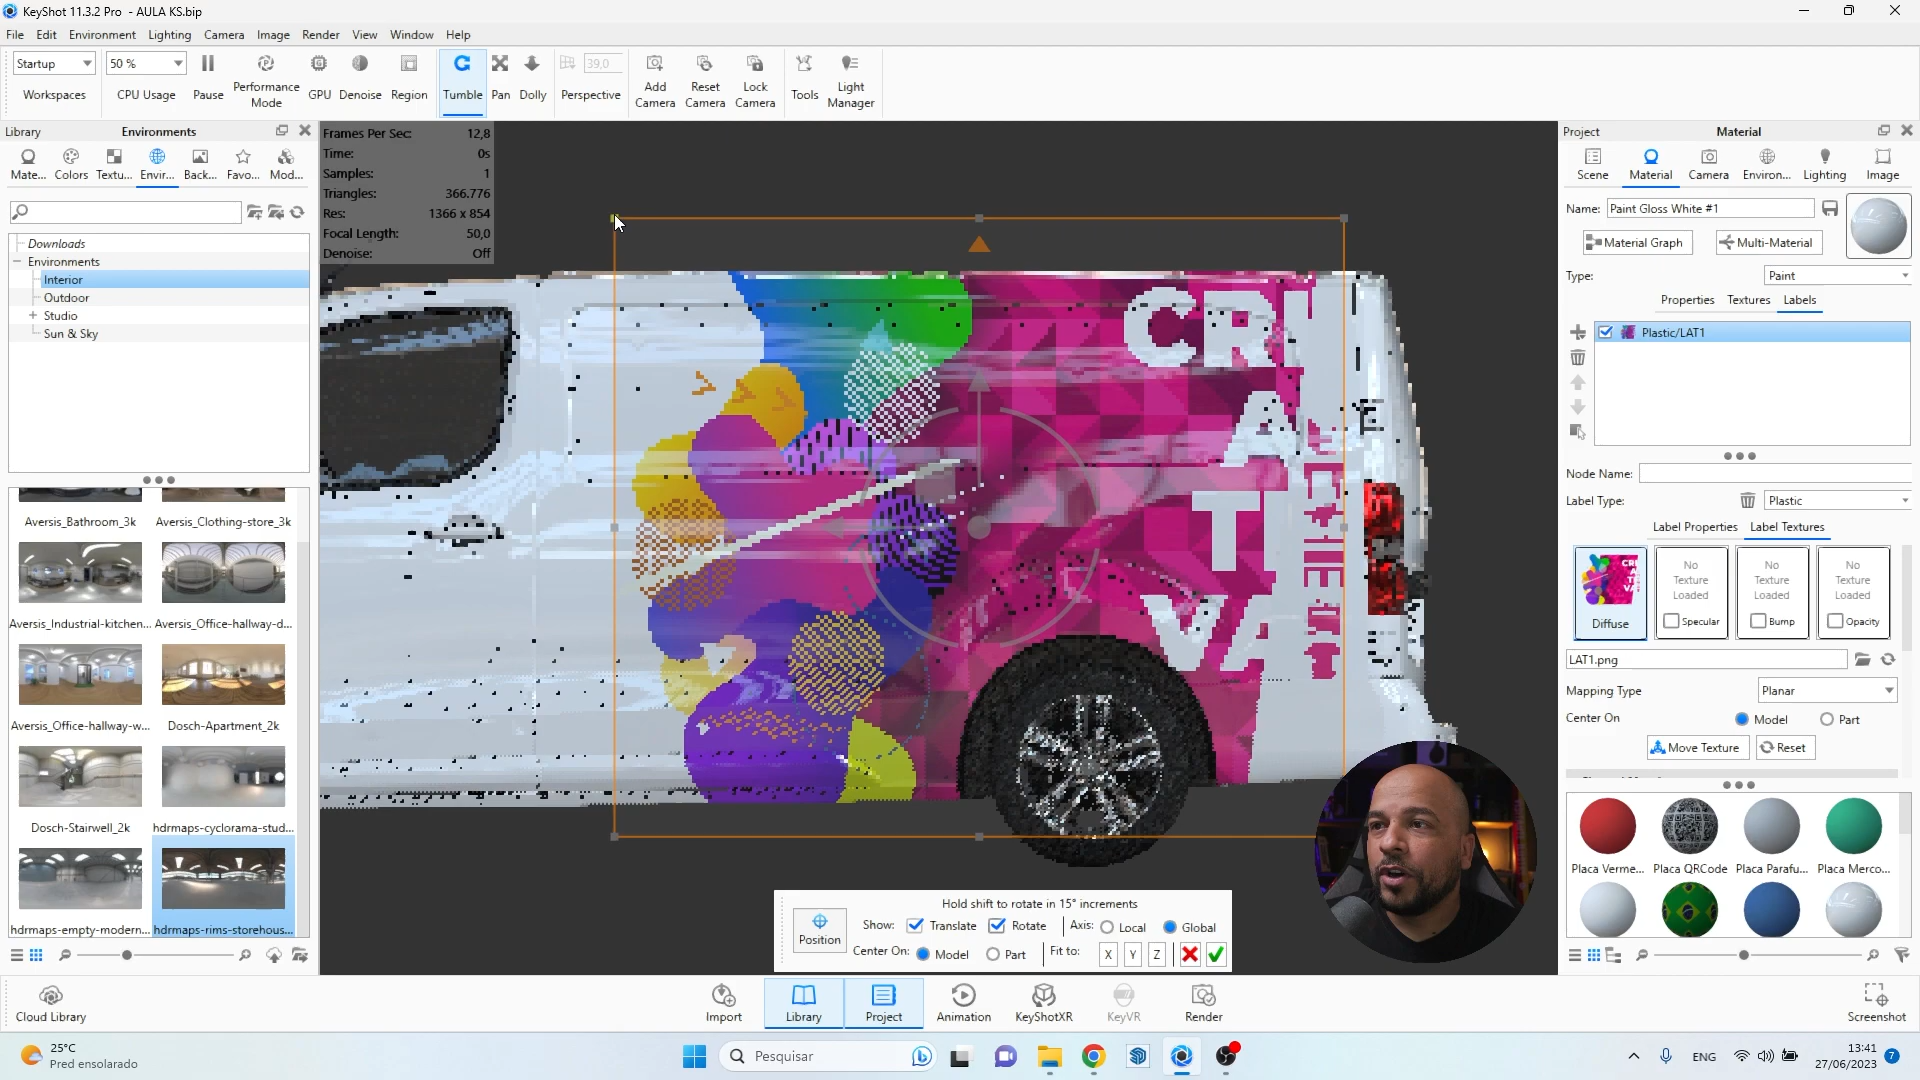 KeyShot 11.3.2 Pro - AULA KS.bip
File Edit Environment Lighting Camera Image Render View Window Help
Startup 50 % 39,0
Workspaces CPU Usage Pause Performance Mode GPU Denoise Region Tumble Pan Dolly Perspective Add Camera Reset Camera Lock Camera Tools Light Manager
Library Environments
Mate... Colors Textu... Envir... Back... Favo... Mod...
Downloads
Environments
Interior
Outdoor
Studio
Sun & Sky
Aversis_Bathroom_3k Aversis_Clothing-store_3k
Aversis_Industrial-kitchen... Aversis_Office-hallway-d...
Aversis_Office-hallway-w... Dosch-Apartment_2k
Dosch-Stairwell_2k hdrmaps-cyclorama-stud...
hdrmaps-empty-modern... hdrmaps-rims-storehous...
Frames Per Sec: 12,8
Time: 0s
Samples: 1
Triangles: 366.776
Res: 1366 x 854
Focal Length: 50,0
Denoise: Off
CRI
A
TI
VA
Hold shift to rotate in 15° increments
Position Show: Translate Rotate Axis: Local Global
Center On: Model Part Fit to: X Y Z
Project Material
Scene Material Camera Environ... Lighting Image
Name: Paint Gloss White #1
Material Graph Multi-Material
Type: Paint
Properties Textures Labels
Plastic/LAT1
Node Name:
Label Type: Plastic
Label Properties Label Textures
No Texture Loaded No Texture Loaded No Texture Loaded
Diffuse Specular Bump Opacity
LAT1.png
Mapping Type Planar
Center On Model Part
Move Texture Reset
Placa Verme... Placa QRCode Placa Parafu... Placa Merco...
Cloud Library Import Library Project Animation KeyShotXR KeyVR Render Screenshot
25°C
Pred ensolarado
Pesquisar
ENG
13:41
27/06/2023
7